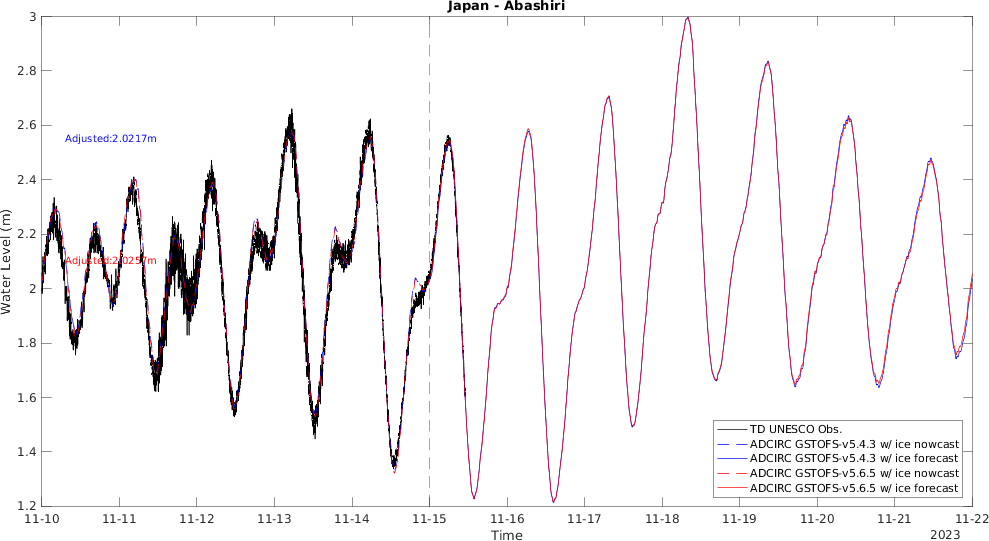 Japan - Abashiri
3
2.8
2.6
2.4
2.2
2
1.8
1.6
1.4
1.2
Water Level (m)
Adjusted:2.0217m
Adjusted:2.0257m
TD UNESCO Obs.
ADCIRC GSTOFS-v5.4.3 w/ ice nowcast
ADCIRC GSTOFS-v5.4.3 w/ ice forecast
ADCIRC GSTOFS-v5.6.5 w/ ice nowcast
ADCIRC GSTOFS-v5.6.5 w/ ice forecast
11-10 11-11 11-12 11-13 11-14 11-15 11-16 11-17 11-18 11-19 11-20 11-21 11-22
Time
2023